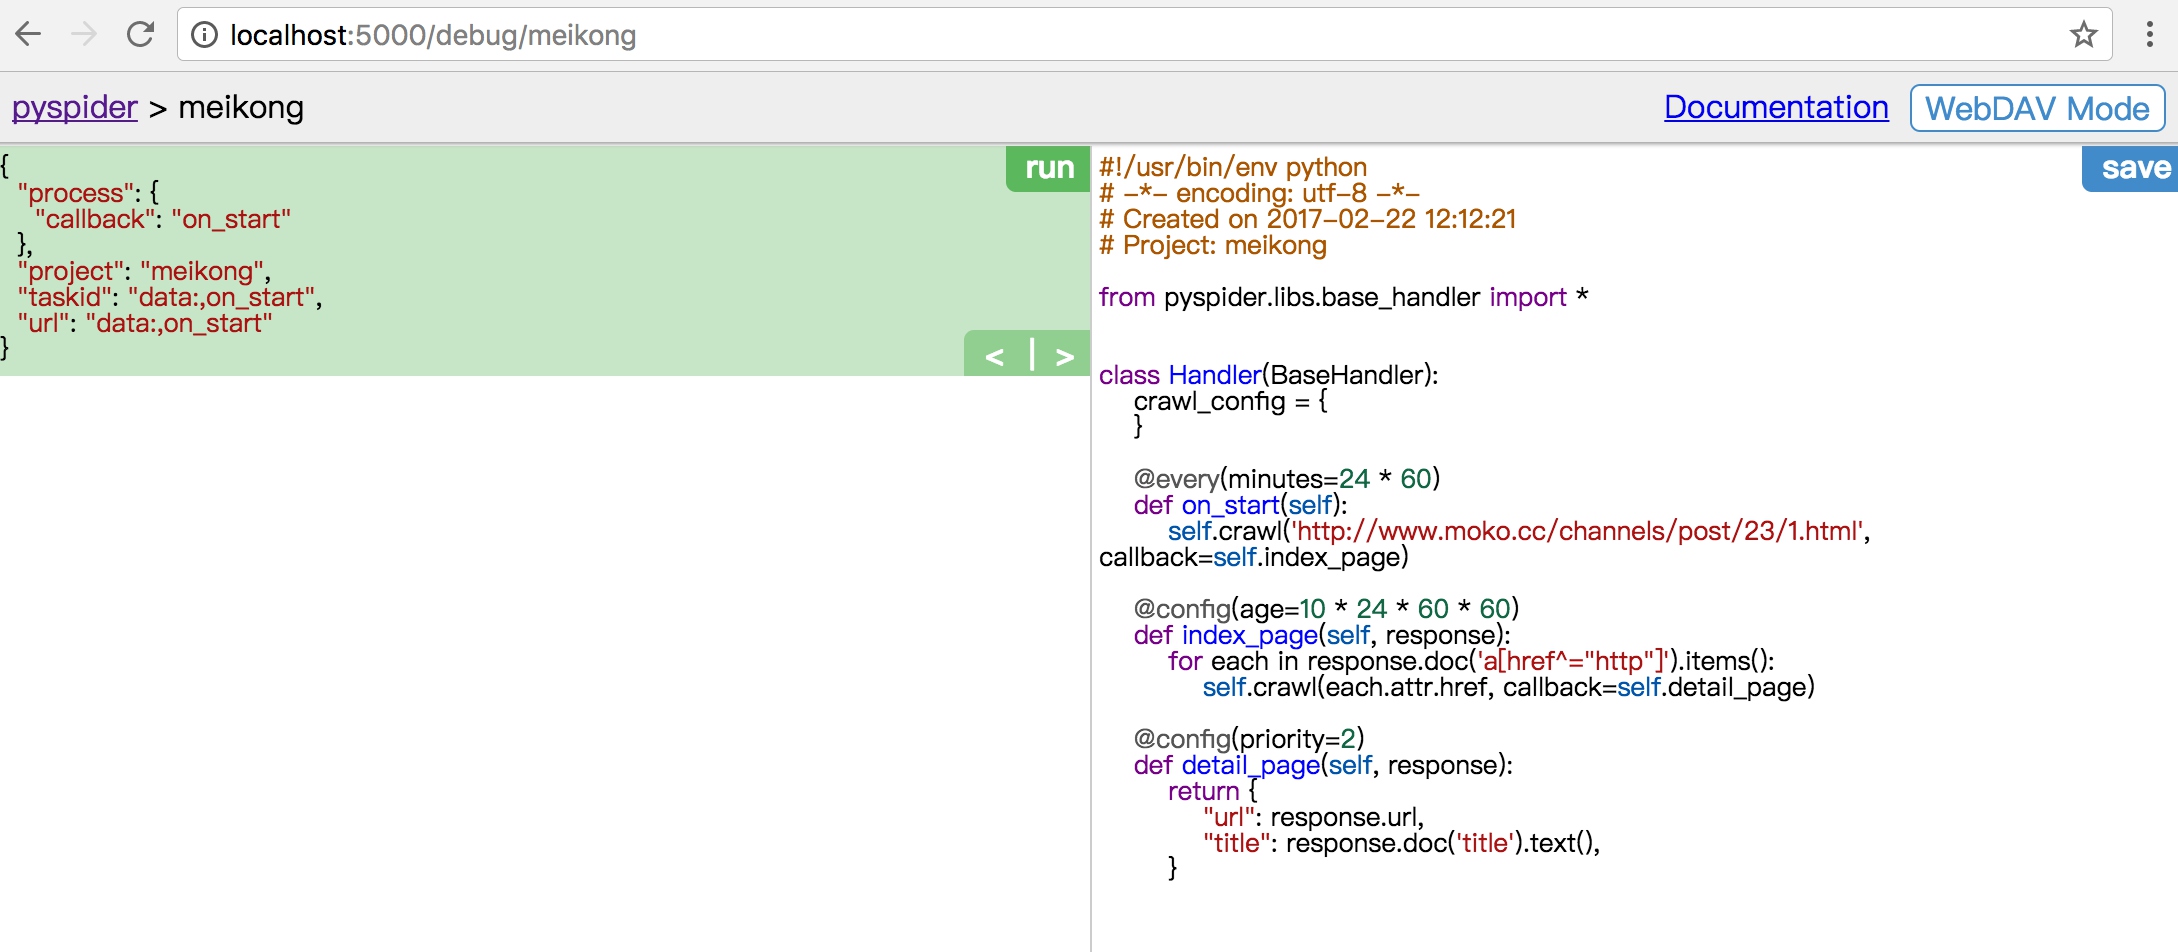 localhost:5000/debug/meikong
pyspider > meikong
Documentation
WebDAV Mode
{
"process": {
"callback": "on_start"
},
"project": "meikong",
"taskid": "data:,on_start",
"url": "data:,on_start"
}
run
< | >
#!/usr/bin/env python
# -*- encoding: utf-8 -*-
# Created on 2017-02-22 12:12:21
# Project: meikong
from pyspider.libs.base_handler import *
class Handler(BaseHandler):
crawl_config = {
}
@every(minutes=24 * 60)
def on_start(self):
self.crawl('http://www.moko.cc/channels/post/23/1.html',
callback=self.index_page)
@config(age=10 * 24 * 60 * 60)
def index_page(self, response):
for each in response.doc('a[href^="http"]').items():
self.crawl(each.attr.href, callback=self.detail_page)
@config(priority=2)
def detail_page(self, response):
return {
"url": response.url,
"title": response.doc('title').text(),
}
save